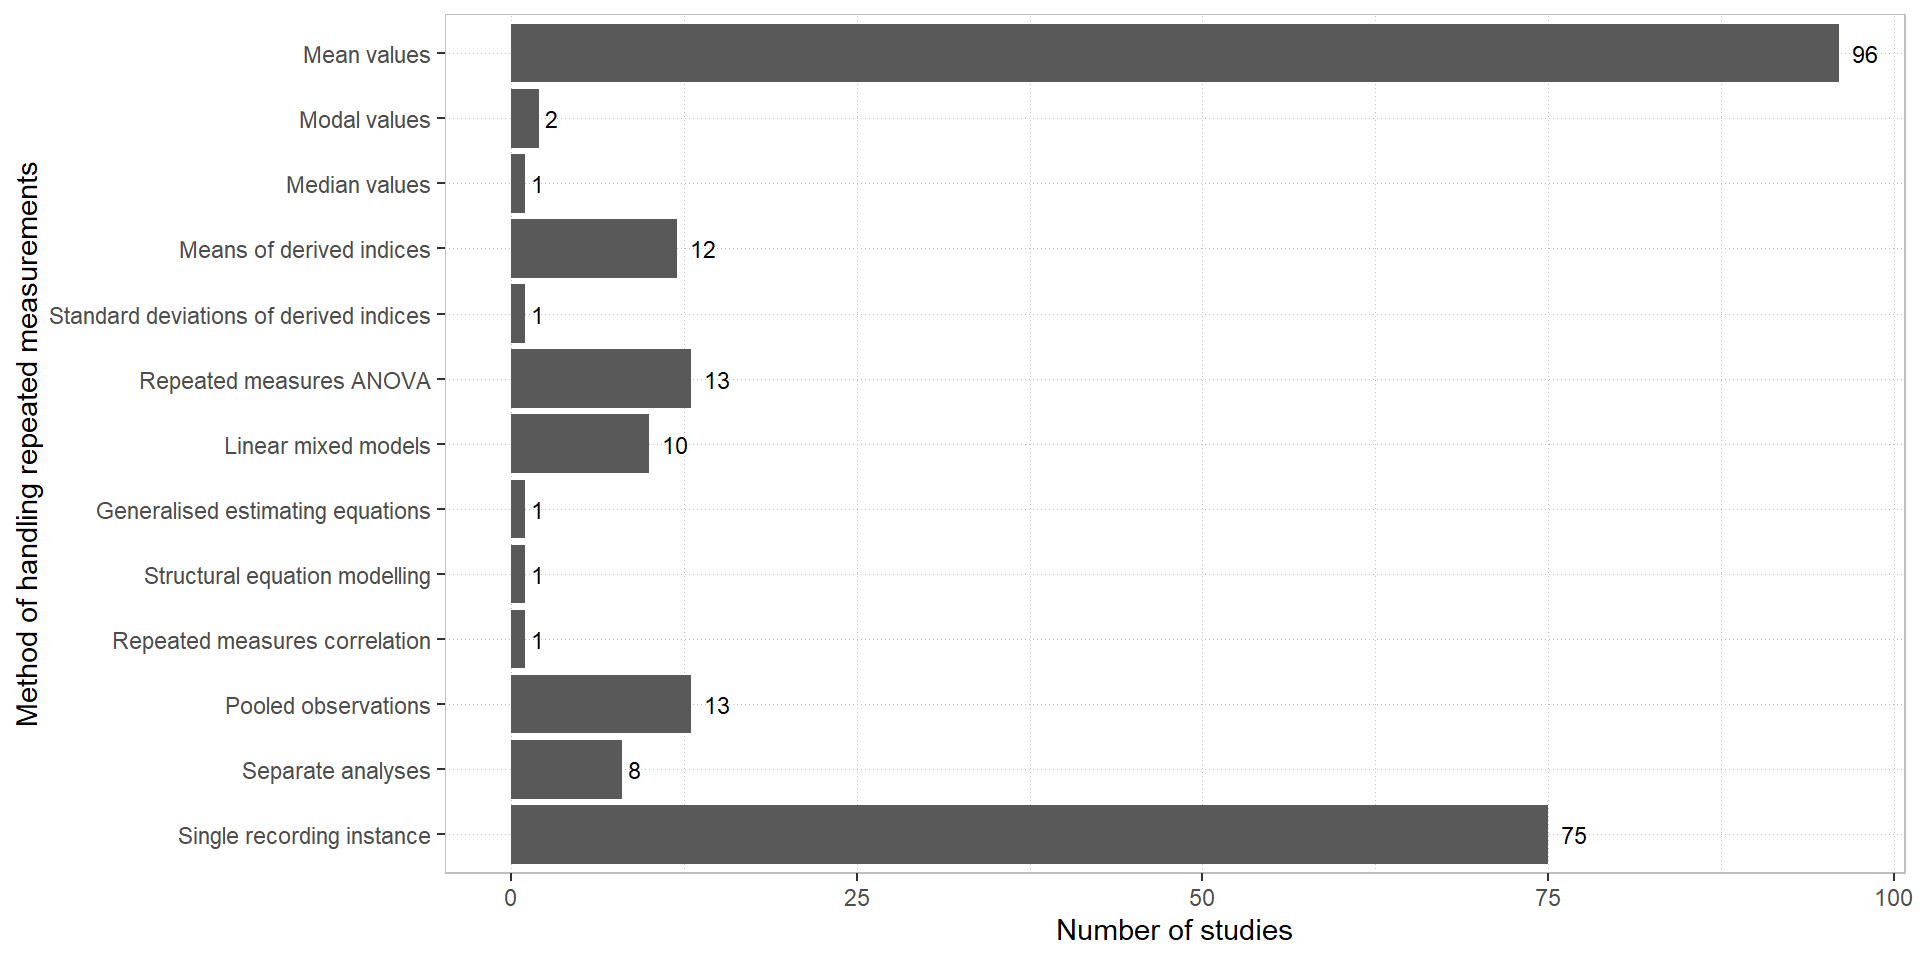 Method of handling repeated measurements
Mean values 96
Modal values 2
Median values 1
Means of derived indices 12
Standard deviations of derived indices 1
Repeated measures ANOVA 13
Linear mixed models 10
Generalised estimating equations 1
Structural equation modelling 1
Repeated measures correlation 1
Pooled observations 13
Separate analyses 8
Single recording instance 75
0 25 50 75 100
Number of studies